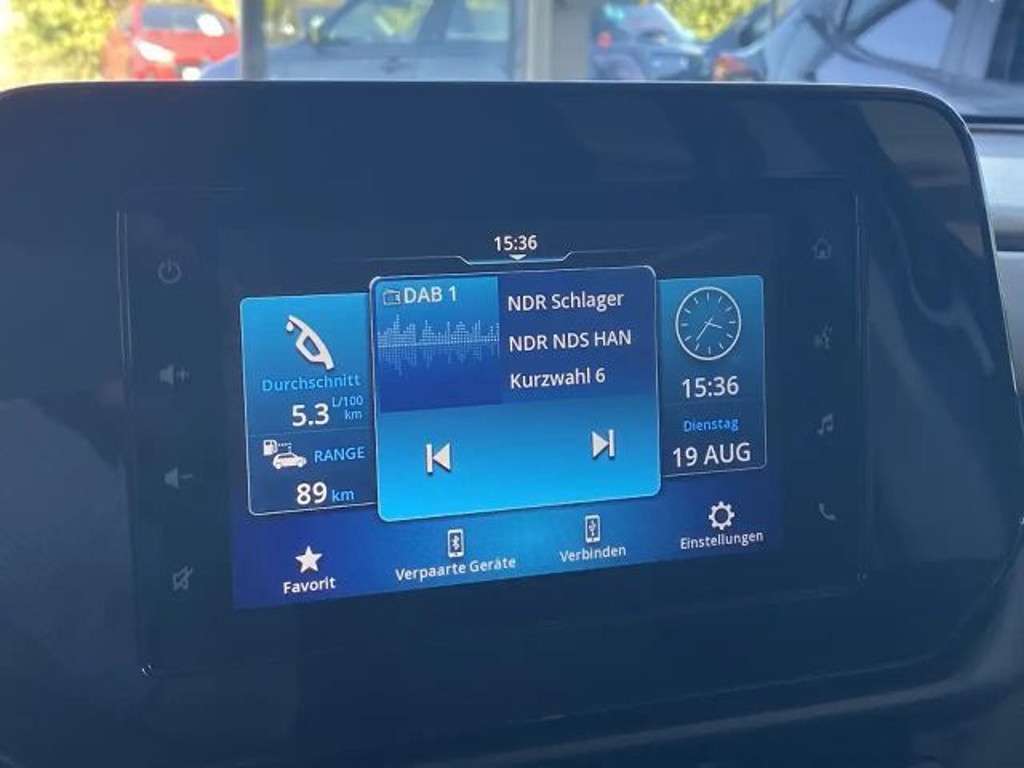 15:36
DAB 1
NDR Schlager
NDR NDS HAN
Kurzwahl 6
Durchschnitt
5.3 L/100 km
RANGE
89 km
15:36
Dienstag
19 AUG
Favorit
Verpaarte Geräte
Verbinden
Einstellungen